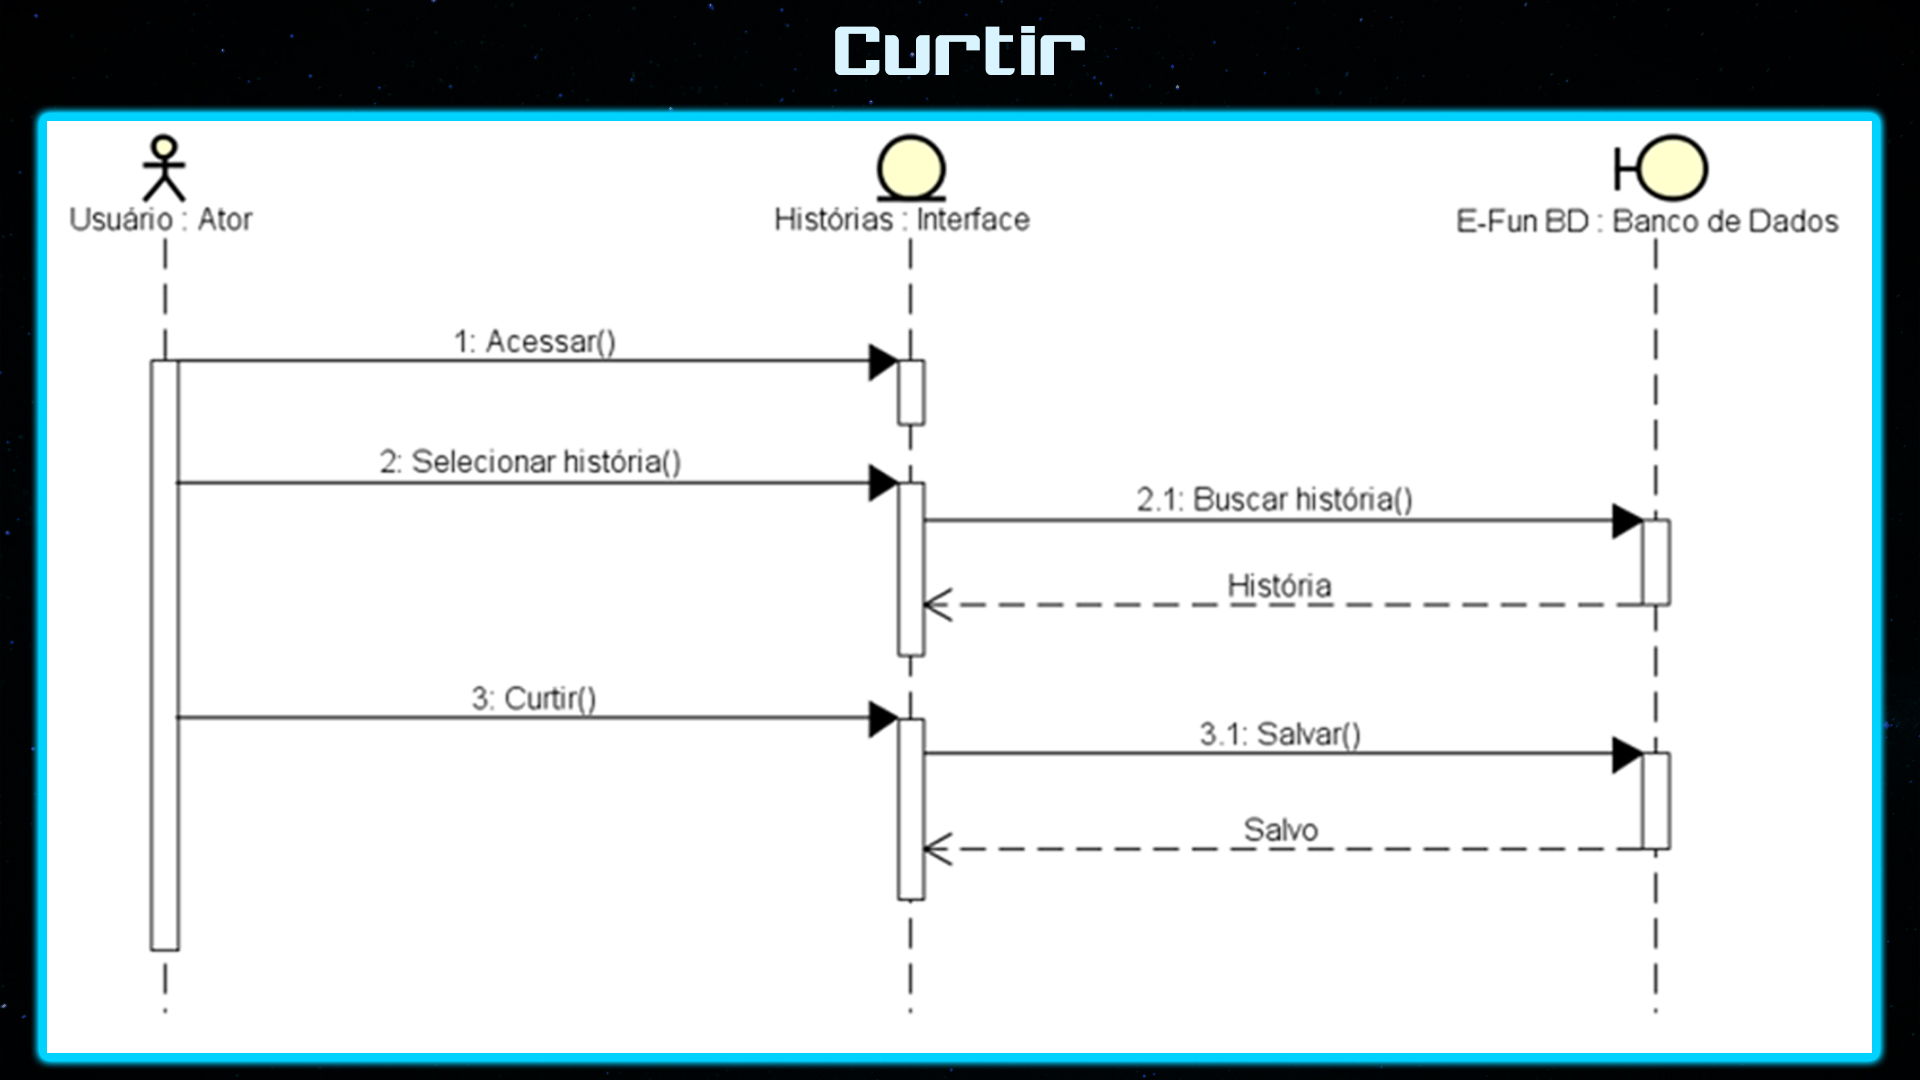 Curtir
Usuário : Ator
Histórias : Interface
E-Fun BD : Banco de Dados
1: Acessar()
2: Selecionar história()
2.1: Buscar história()
História
3: Curtir()
3.1: Salvar()
Salvo